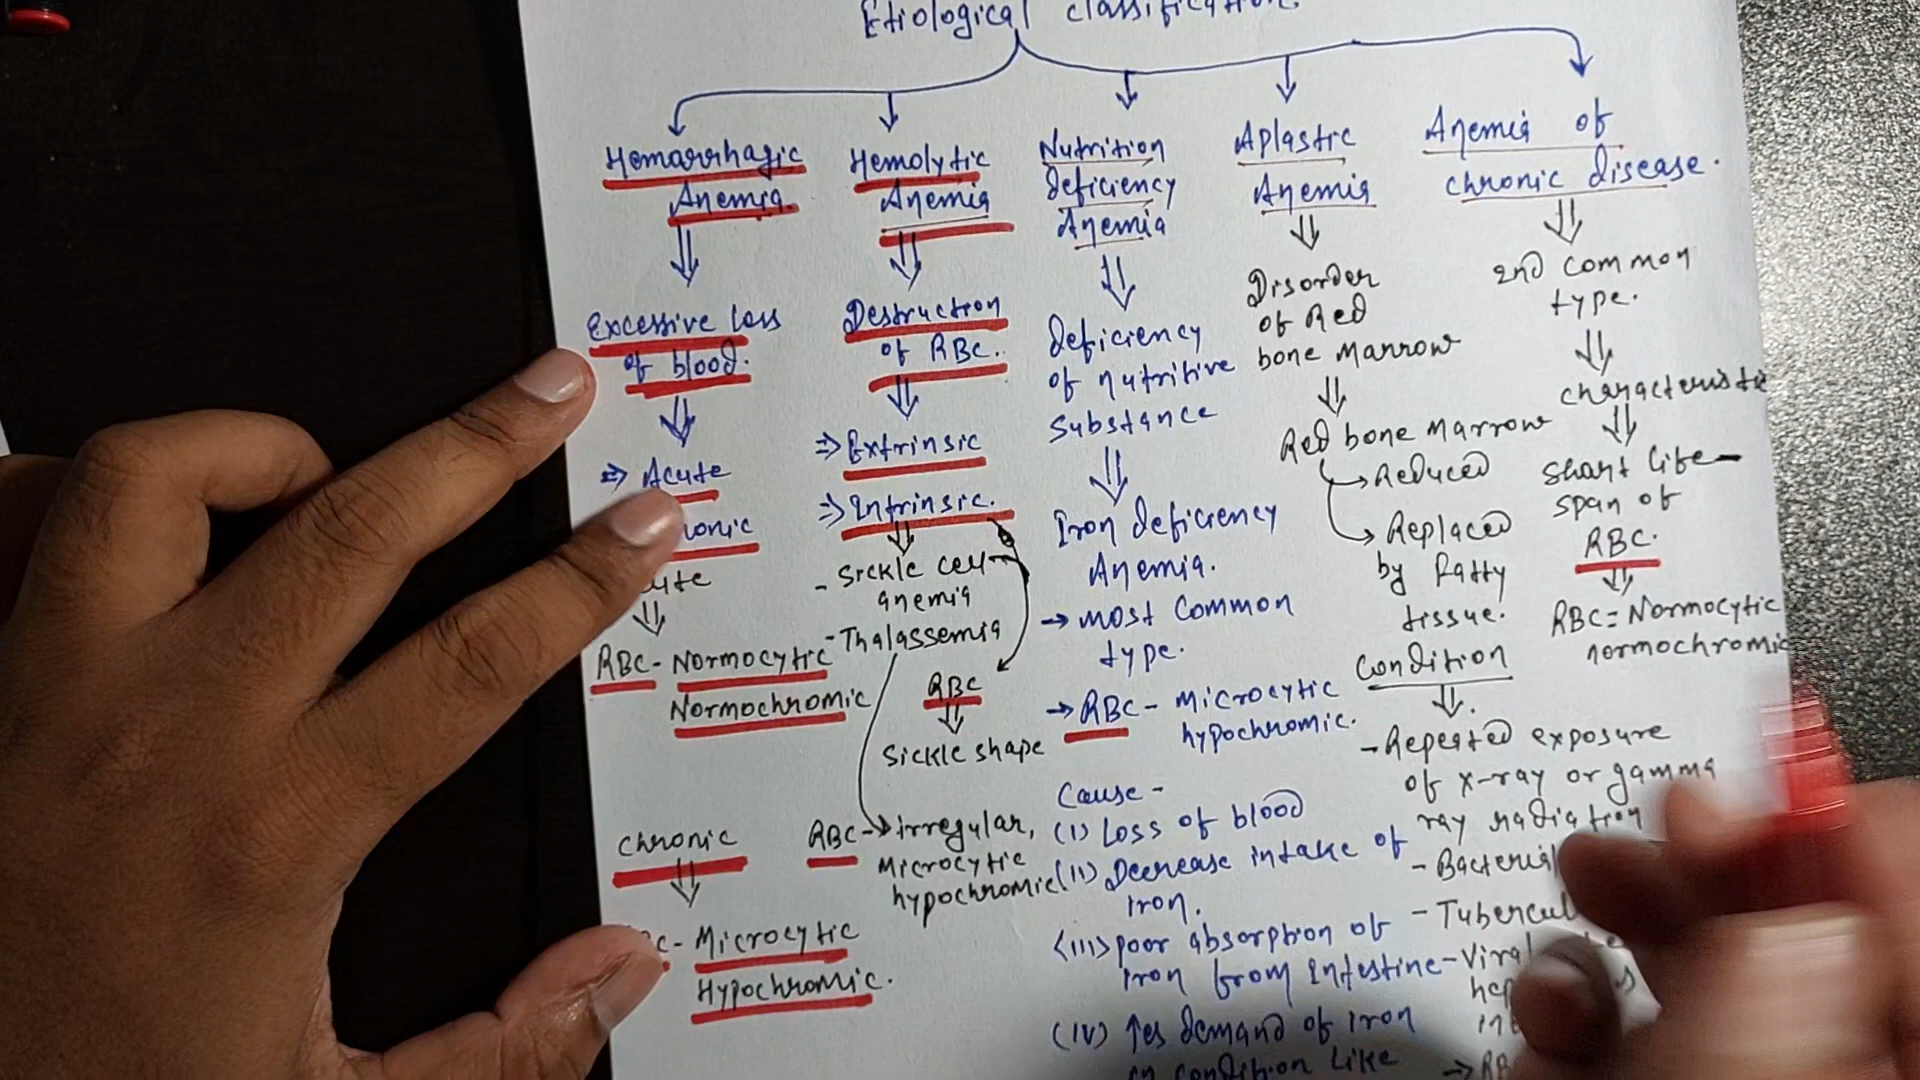 Etiological classification.
Hemarrhagic
Anemia.
Excessive loss
of blood.
⇒ Acute
RBC - Normocytic
Normochromic
chronic
Microcytic
Hypochromic.
Hemolytic
Anemia
Destruction
of RBC.
⇒ Extrinsic
⇒ Intrinsic.
- Sickle cell
anemia
- Thalassemia
RBC
Sickle shape
RBC → irregular,
Microcytic
hypochromic
Nutrition
deficiency
Anemia
deficiency
of nutritive
substance
Iron deficiency
Anemia.
→ most common
type.
→ RBC - Microcytic
hypochromic.
Cause -
(i) Loss of blood
(ii) Decrease intake of
iron.
(iii) poor absorption of
iron from intestine
(iv) ↑es demand of iron
in condition like
Aplastic
Anemia
Disorder
of Red
bone Marrow
Red bone Marrow
→ Reduced
→ Replaced
by Fatty
tissue.
Condition
- Repeated exposure
of x-ray or gamma
ray radiation
- Bacterial
Anemia of
chronic disease.
2nd common
type.
short life
span of
RBC.
RBC = Normocytic
normochromic